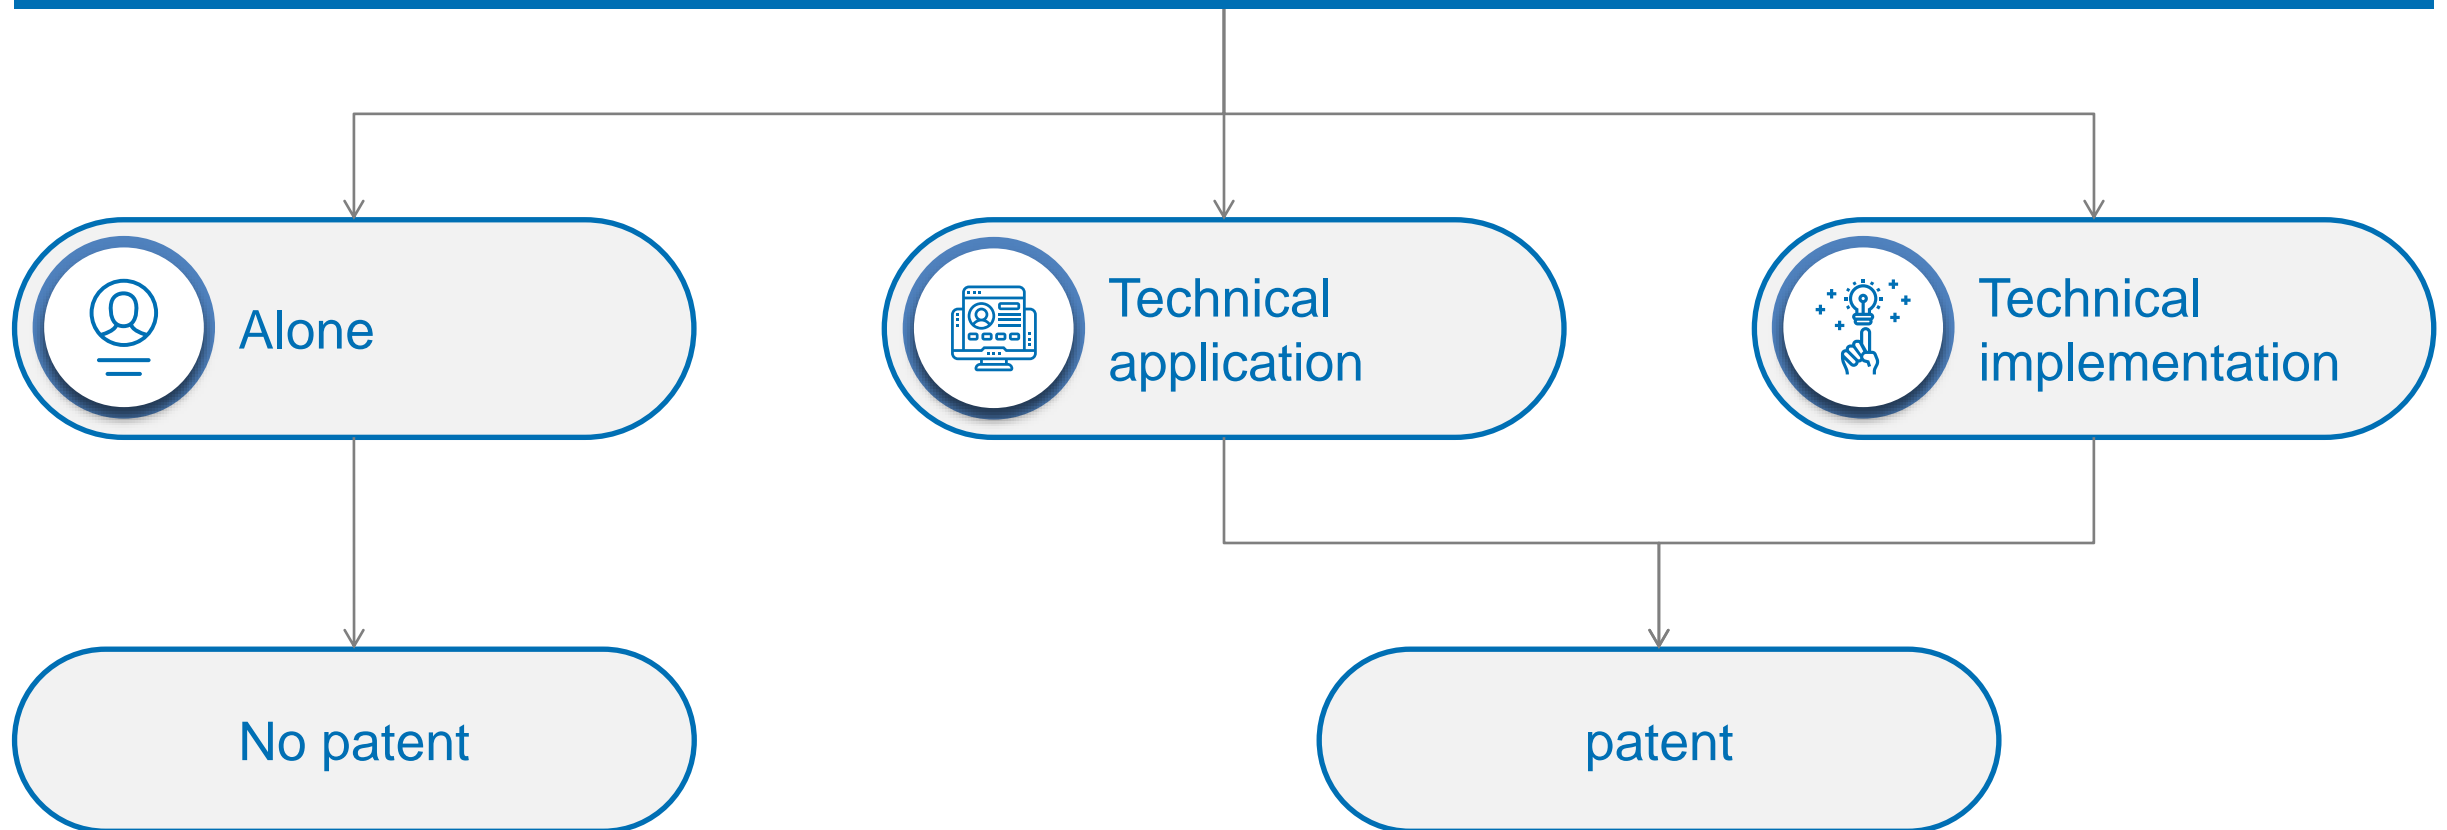 Alone
Technical
application
Technical
implementation
No patent
patent